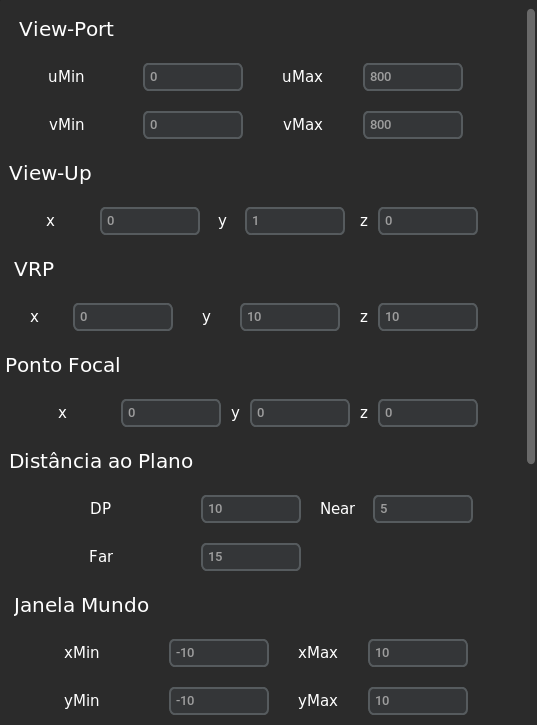 View-Port
uMin 0 uMax 800
vMin 0 vMax 800
View-Up
x 0 y 1 z 0
VRP
x 0 y 10 z 10
Ponto Focal
x 0 y 0 z 0
Distância ao Plano
DP 10 Near 5
Far 15
Janela Mundo
xMin -10 xMax 10
yMin -10 yMax 10